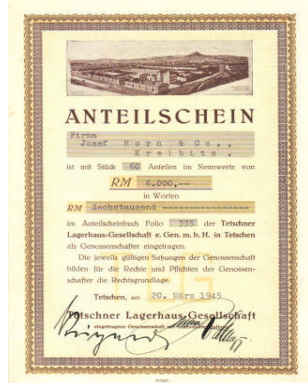 ANTEILSCHEIN
Firma
Josef Horn & Co.,
Kreibitz.
ist mit Stück 60 Anteilen im Nennwerte von
RM 6.000,--
in Worten
RM Sechstausend
im Anteilscheinbuch Folio 335 der Tetschner
Lagerhaus-Gesellschaft e. Gen. m. b. H. in Tetschen
als Genossenschafter eingetragen.
Die jeweils gültigen Satzungen der Genossenschaft
bilden für die Rechte und Pflichten der Genossen-
schafter die Rechtsgrundlage.
Tetschen, am 20. März 1945
Tetschner Lagerhaus Gesellschaft
eingetragene Genossenschaft